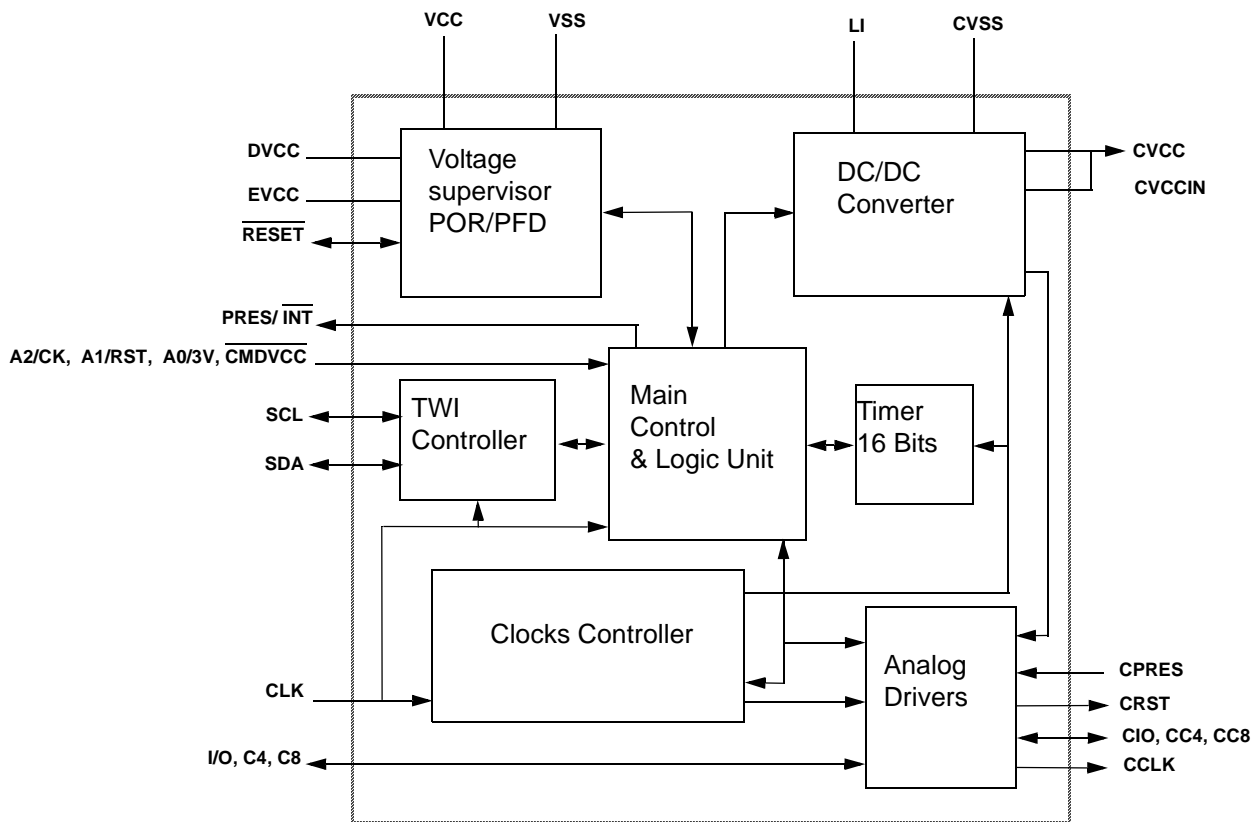 VCC
VSS
LI
CVSS
DVCC
EVCC
RESET
Voltage
supervisor
POR/PFD
DC/DC
Converter
CVCC
CVCCIN
PRES/ INT
A2/CK, A1/RST, A0/3V, CMDVCC
SCL
SDA
TWI
Controller
Main
Control
& Logic Unit
Timer
16 Bits
Clocks Controller
CLK
I/O, C4, C8
Analog
Drivers
CPRES
CRST
CIO, CC4, CC8
CCLK